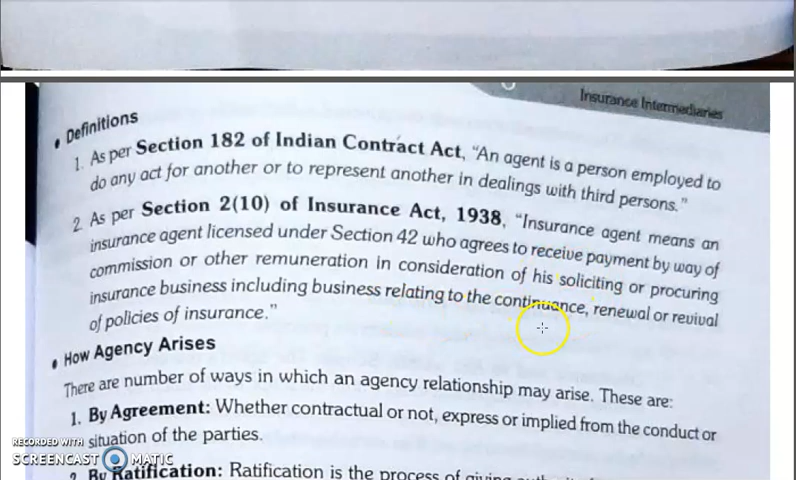 Insurance Intermediaries
• Definitions
1. As per Section 182 of Indian Contract Act, “An agent is a person employed to
do any act for another or to represent another in dealings with third persons.”
2. As per Section 2(10) of Insurance Act, 1938, “Insurance agent means an
insurance agent licensed under Section 42 who agrees to receive payment by way of
commission or other remuneration in consideration of his soliciting or procuring
insurance business including business relating to the continuance, renewal or revival
of policies of insurance.”
• How Agency Arises
There are number of ways in which an agency relationship may arise. These are:
1. By Agreement: Whether contractual or not, express or implied from the conduct or
situation of the parties.
2. By Ratification: Ratification is the process of giving
RECORDED WITH
SCREENCAST MATIC